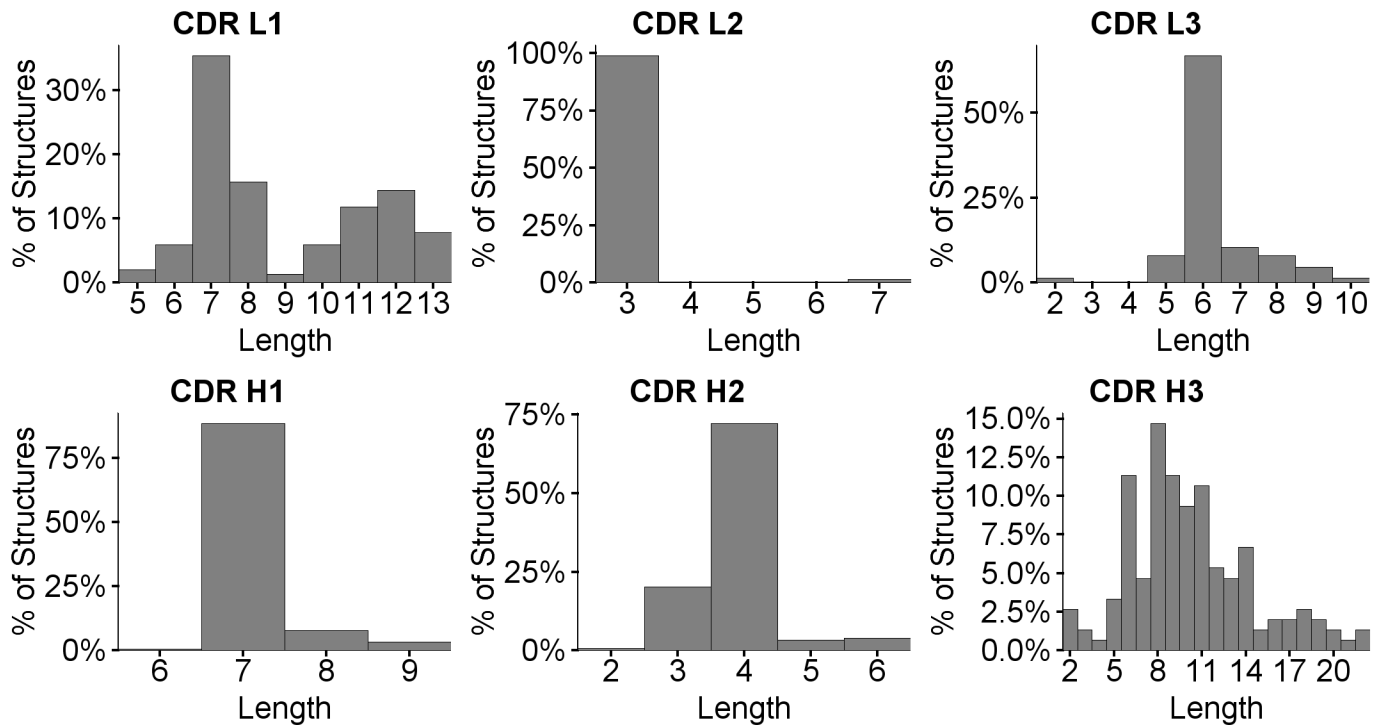 CDR L1
% of Structures
30%
20%
10%
0%
5 6 7 8 9 10 11 12 13
Length
CDR L2
% of Structures
100%
75%
50%
25%
0%
3 4 5 6 7
Length
CDR L3
% of Structures
50%
25%
0%
2 3 4 5 6 7 8 9 10
Length
CDR H1
% of Structures
75%
50%
25%
0%
6 7 8 9
Length
CDR H2
% of Structures
75%
50%
25%
0%
2 3 4 5 6
Length
CDR H3
% of Structures
15.0%
12.5%
10.0%
7.5%
5.0%
2.5%
0.0%
2 5 8 11 14 17 20
Length